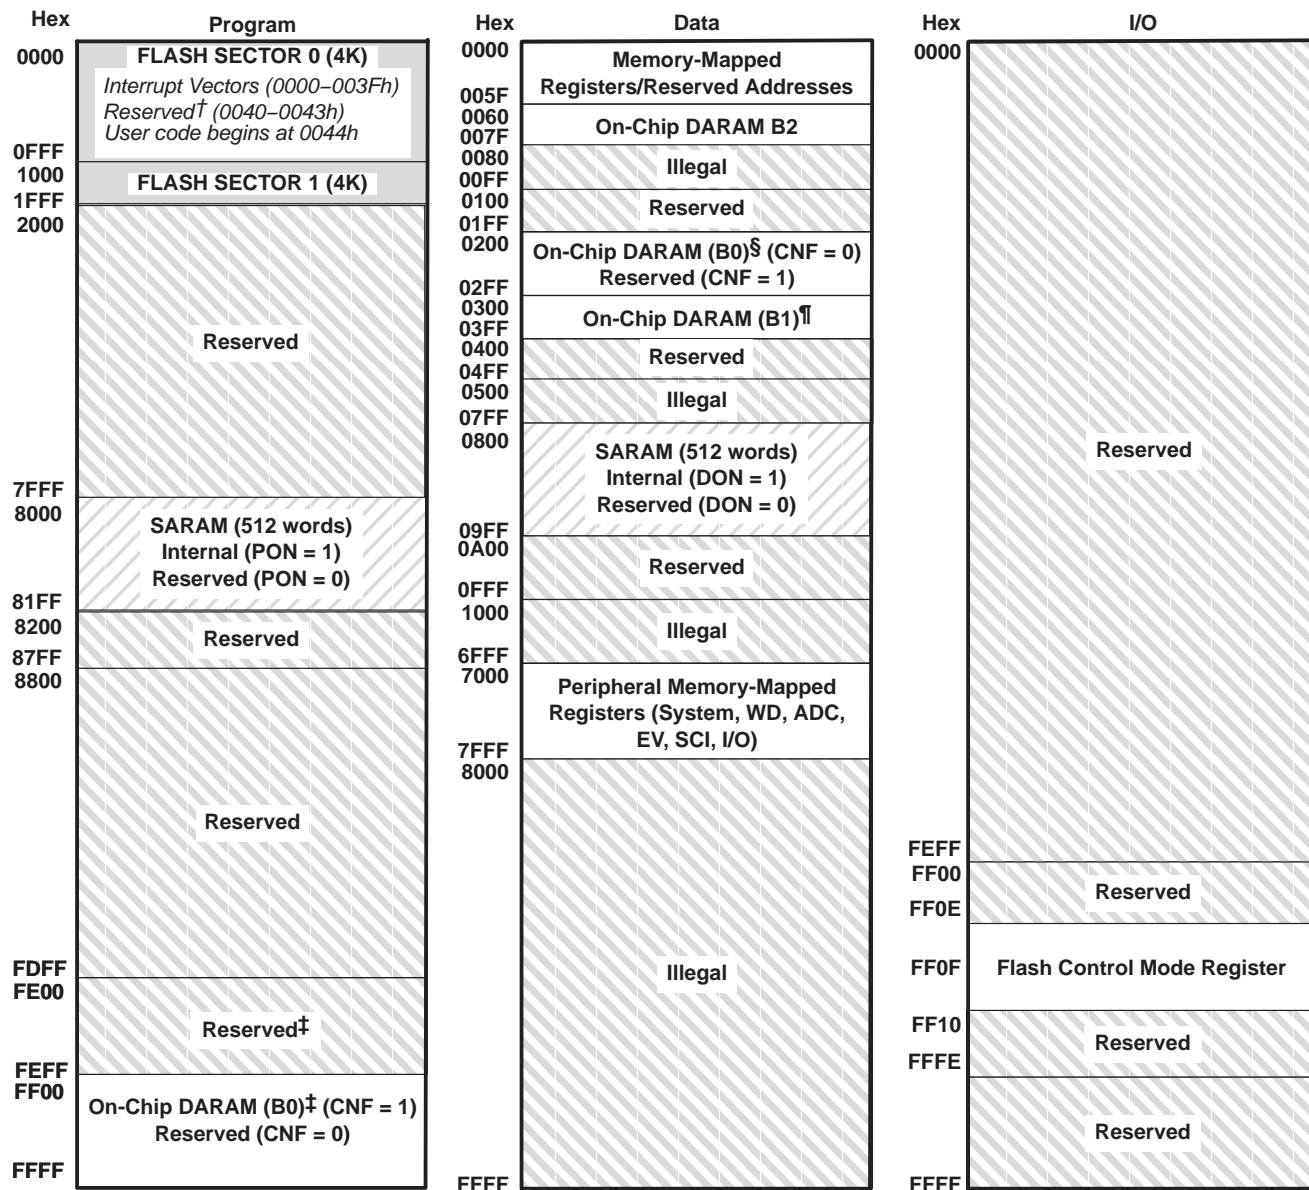 Hex
Program
0000
FLASH SECTOR 0 (4K)
Interrupt Vectors (0000–003Fh)
Reserved† (0040–0043h)
User code begins at 0044h
0FFF
1000
FLASH SECTOR 1 (4K)
1FFF
2000
Reserved
7FFF
8000
SARAM (512 words)
Internal (PON = 1)
Reserved (PON = 0)
81FF
8200
Reserved
87FF
8800
Reserved
FDFF
FE00
Reserved‡
FEFF
FF00
On-Chip DARAM (B0)‡ (CNF = 1)
Reserved (CNF = 0)
FFFF
Hex
Data
0000
Memory-Mapped
Registers/Reserved Addresses
005F
0060
On-Chip DARAM B2
007F
0080
Illegal
00FF
0100
Reserved
01FF
0200
On-Chip DARAM (B0)§ (CNF = 0)
Reserved (CNF = 1)
02FF
0300
On-Chip DARAM (B1)¶
03FF
0400
Reserved
04FF
0500
Illegal
07FF
0800
SARAM (512 words)
Internal (DON = 1)
Reserved (DON = 0)
09FF
0A00
Reserved
0FFF
1000
Illegal
6FFF
7000
Peripheral Memory-Mapped
Registers (System, WD, ADC,
EV, SCI, I/O)
7FFF
8000
Illegal
FFFF
Hex
I/O
0000
Reserved
FEFF
FF00
Reserved
FF0E
FF0F
Flash Control Mode Register
FF10
Reserved
FFFE
Reserved
FFFF